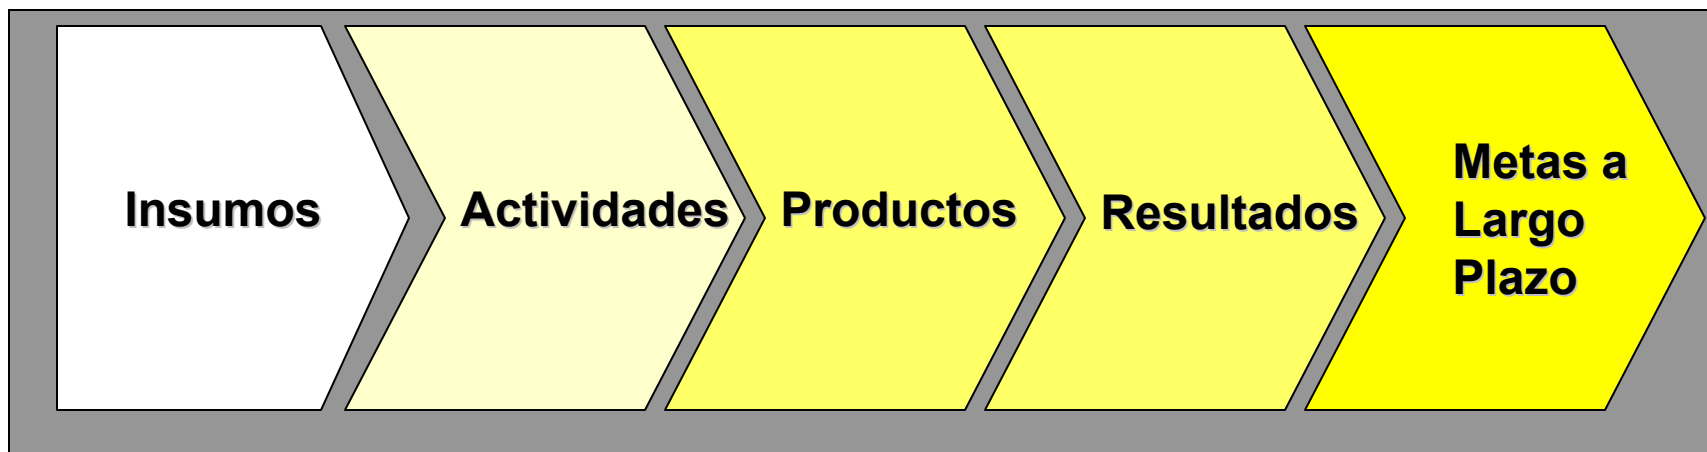 Insumos
Actividades
Productos
Resultados
Metas a
Largo
Plazo